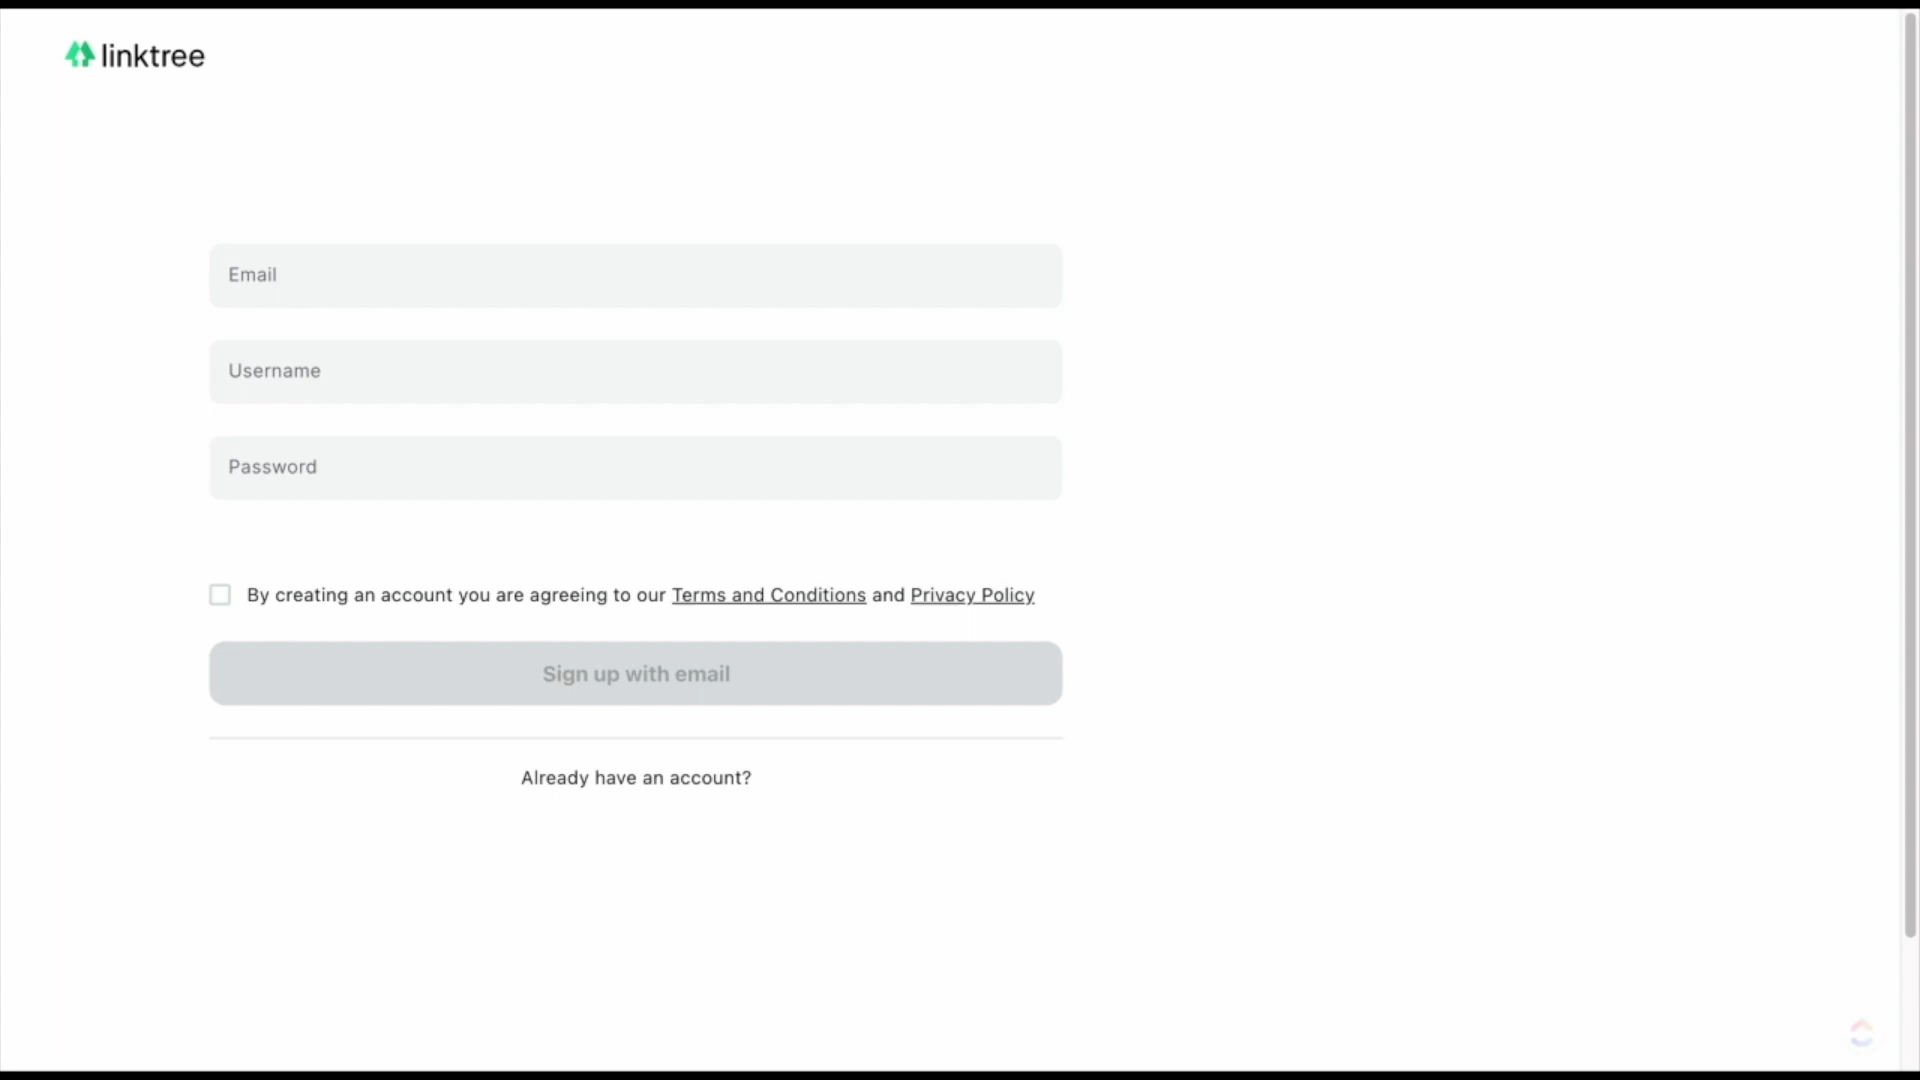 linktree
Email
Username
Password
By creating an account you are agreeing to our Terms and Conditions and Privacy Policy
Sign up with email
Already have an account?